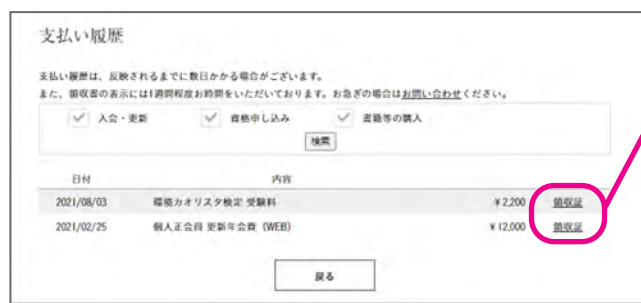 支払い履歴
支払い履歴は、反映されるまでに数日かかる場合がございます。
また、領収書の表示には1週間程度お時間をいただいております。お急ぎの場合はお問い合わせください。
入会・更新 資格申し込み 書籍等の購入
検索
日付 内容
2021/08/03 環境カオリスタ検定 受験料 ¥2,200 領収証
2021/02/25 個人正会員 更新年会費（WEB） ¥12,000 領収証
戻る